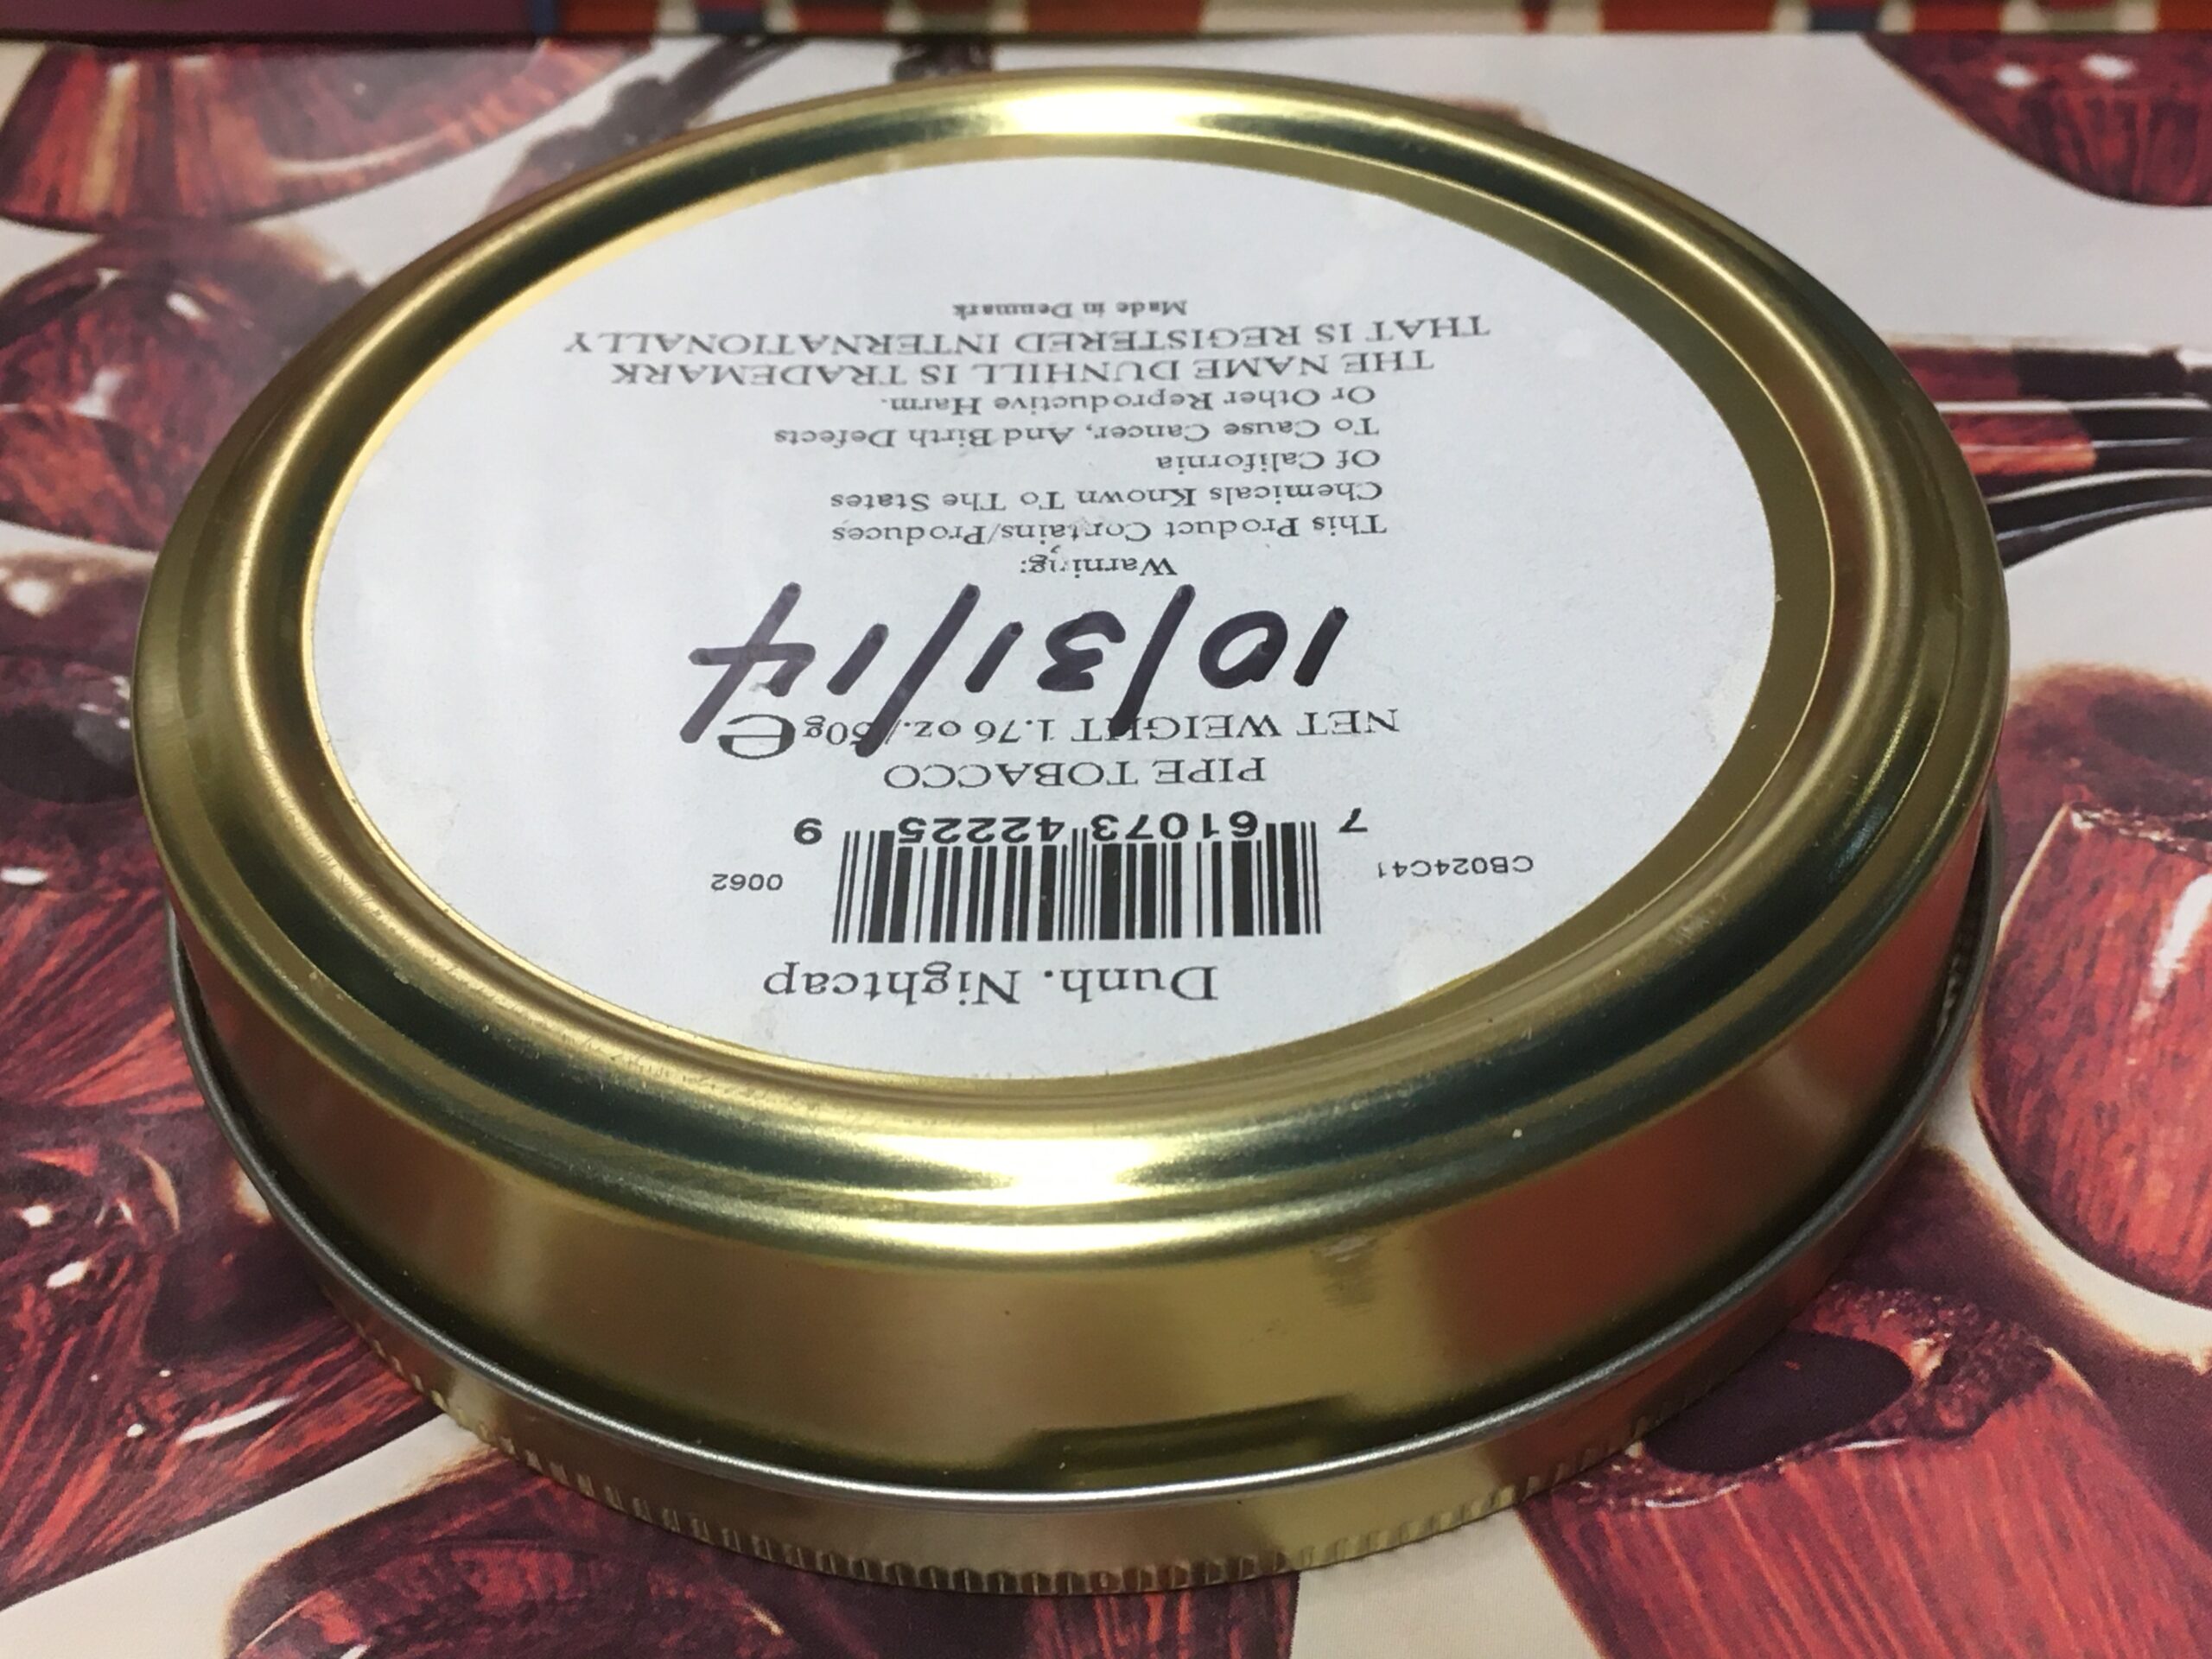 Dunh. Nightcap
CB024C41
0062
7 61073 42225 9
PIPE TOBACCO
NET WEIGHT 1.76 oz./50g e
10/31/14
Warning:
This Product Contains/Produces
Chemicals Known To The States
Of California
To Cause Cancer, And Birth Defects
Or Other Reproductive Harm.
THE NAME DUNHILL IS TRADEMARK
THAT IS REGISTERED INTERNATIONALLY
Made in Denmark